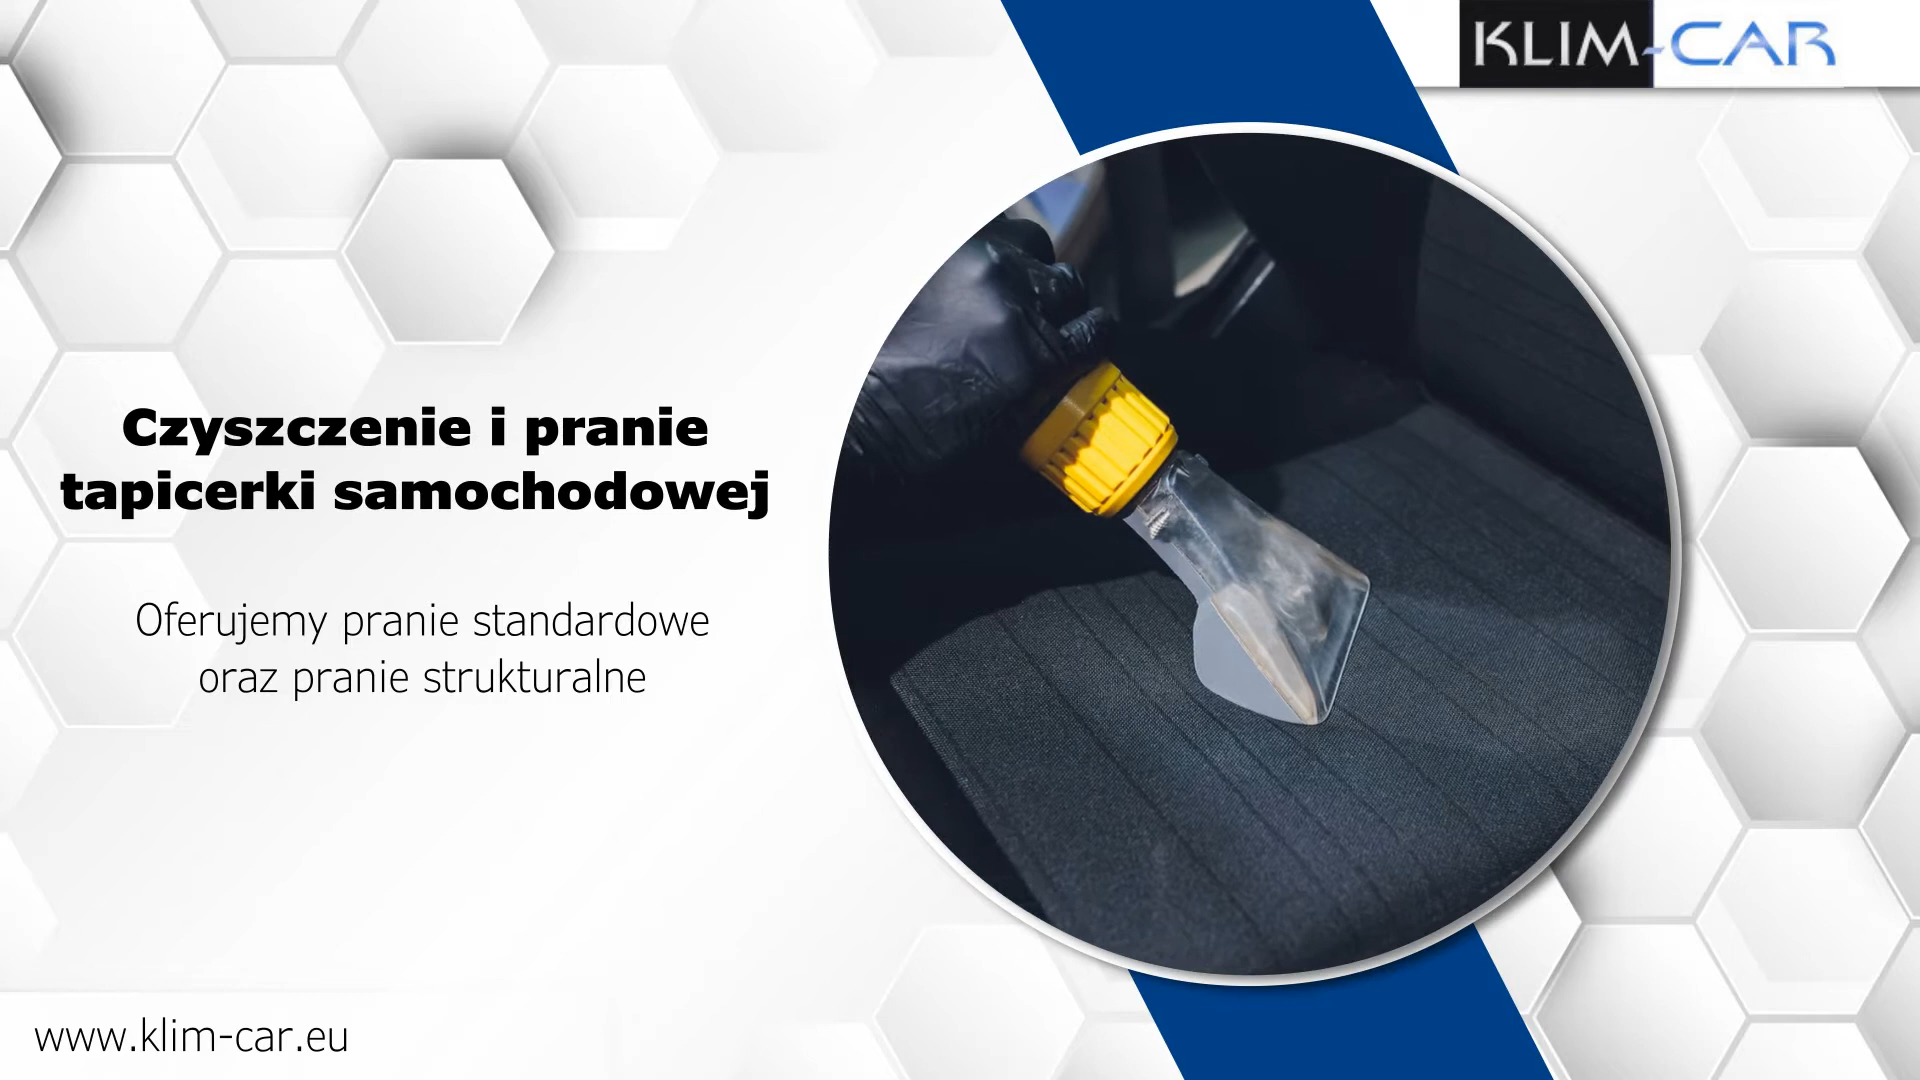 KLIM-CAR
Czyszczenie i pranie
tapicerki samochodowej
Oferujemy pranie standardowe
oraz pranie strukturalne
www.klim-car.eu